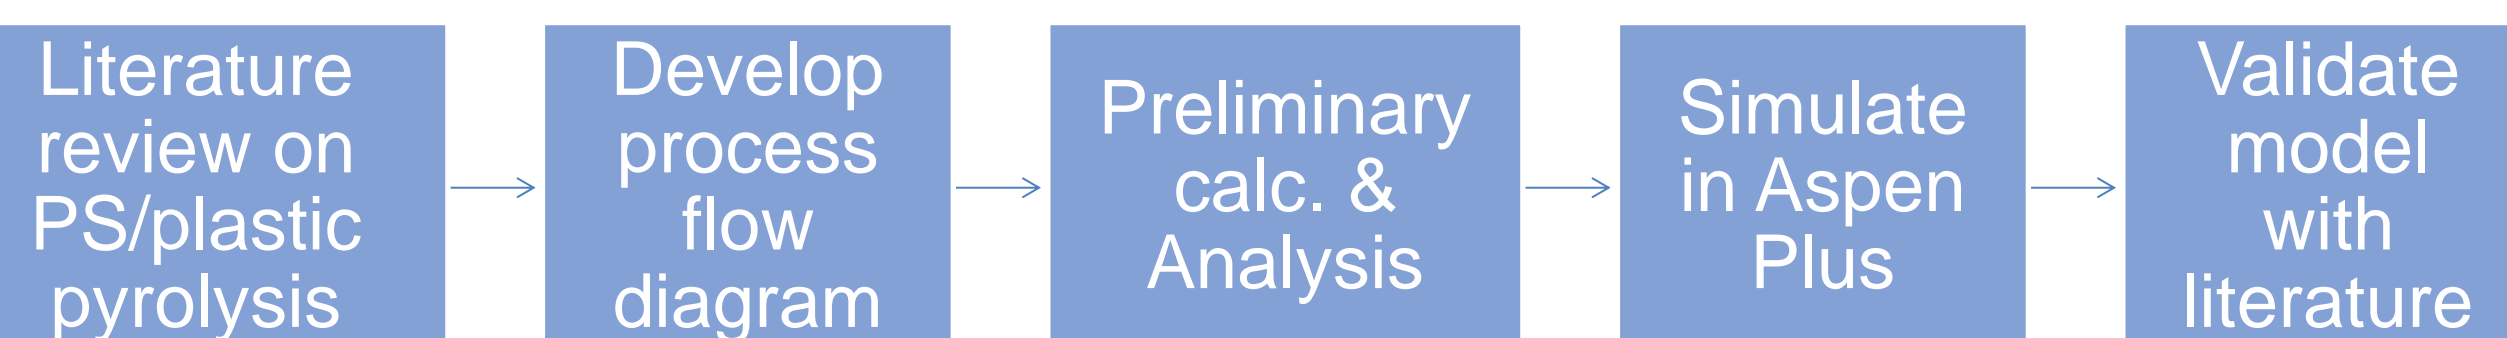 Literature
review on
PS/plastic
pyrolysis
Develop
process
flow
diagram
Preliminary
calc. &
Analysis
Simulate
in Aspen
Plus
Validate
model
with
literature